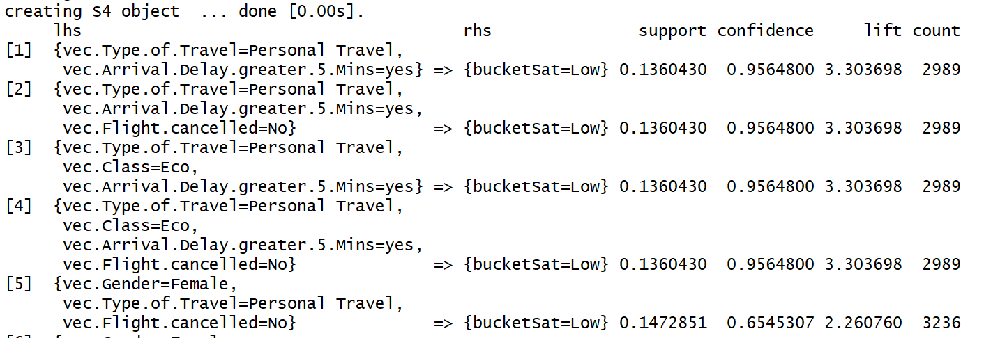 creating S4 object  ... done [0.00s].
     lhs                                         rhs                support confidence     lift count
[1]  {vec.Type.of.Travel=Personal Travel,
      vec.Arrival.Delay.greater.5.Mins=yes} => {bucketSat=Low} 0.1360430  0.9564800 3.303698  2989
[2]  {vec.Type.of.Travel=Personal Travel,
      vec.Arrival.Delay.greater.5.Mins=yes,
      vec.Flight.cancelled=No}              => {bucketSat=Low} 0.1360430  0.9564800 3.303698  2989
[3]  {vec.Type.of.Travel=Personal Travel,
      vec.Class=Eco,
      vec.Arrival.Delay.greater.5.Mins=yes} => {bucketSat=Low} 0.1360430  0.9564800 3.303698  2989
[4]  {vec.Type.of.Travel=Personal Travel,
      vec.Class=Eco,
      vec.Arrival.Delay.greater.5.Mins=yes,
      vec.Flight.cancelled=No}              => {bucketSat=Low} 0.1360430  0.9564800 3.303698  2989
[5]  {vec.Gender=Female,
      vec.Type.of.Travel=Personal Travel,
      vec.Flight.cancelled=No}              => {bucketSat=Low} 0.1472851  0.6545307 2.260760  3236